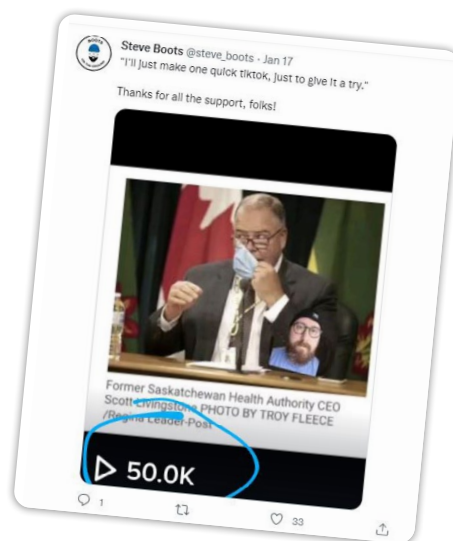 BOOTS
Steve Boots @steve_boots · Jan 17
"I'll just make one quick tiktok, just to give it a try."
Thanks for all the support, folks!
Former Saskatchewan Health Authority CEO
Scott Livingstone PHOTO BY TROY FLEECE
/Regina Leader-Post
50.0K
1
33